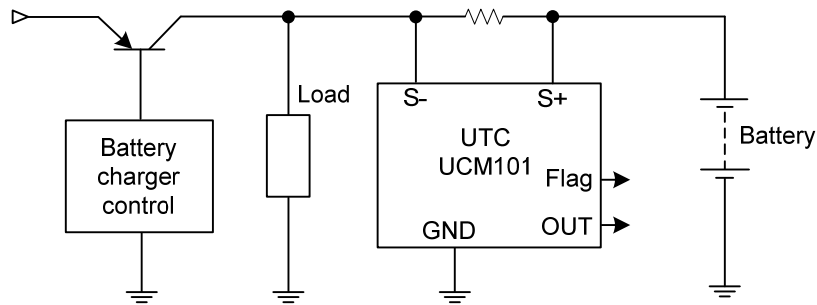 S-
S+
Load
UTC
UCM101
Battery
Battery
charger
control
Flag
OUT
GND